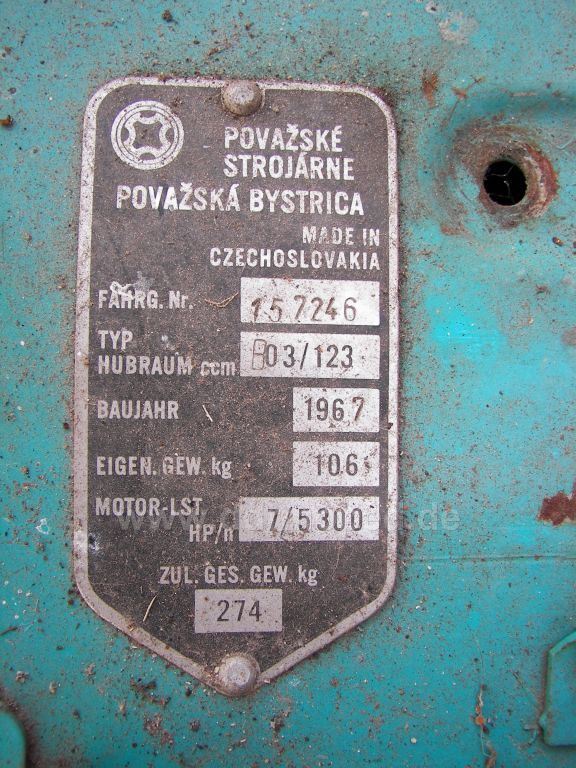 POVAŽSKÉ
STROJÁRNE
POVAŽSKÁ BYSTRICA
MADE IN
CZECHOSLOVAKIA
FAHRG. Nr. 157246
TYP
HUBRAUM ccm B03/123
BAUJAHR 1967
EIGEN. GEW. kg 106
MOTOR-LST
HP/n 7/5300
ZUL. GES. GEW. kg
274